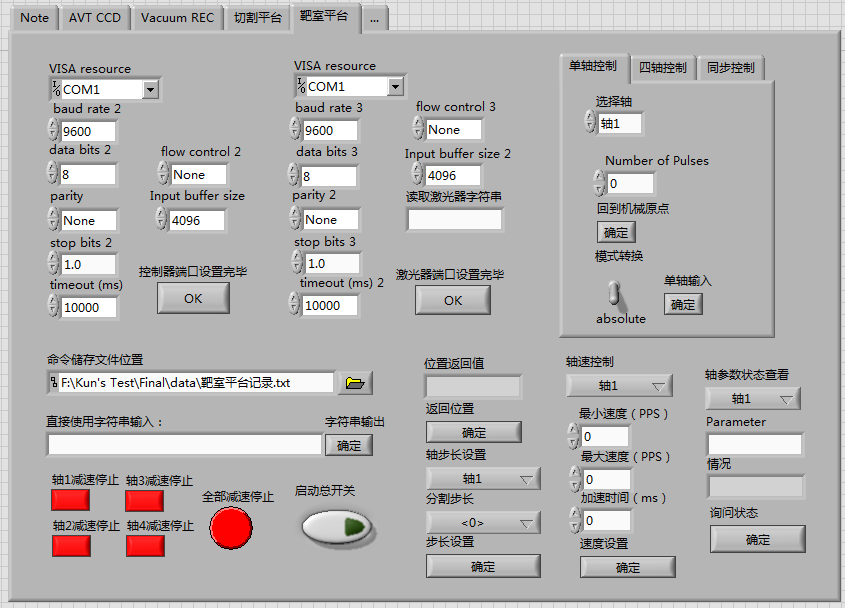 Note AVT CCD Vacuum REC 切割平台 靶室平台 ...
VISA resource
COM1
baud rate 2
9600
data bits 2
8
parity
None
stop bits 2
1.0
timeout (ms)
10000
flow control 2
None
Input buffer size
4096
控制器端口设置完毕
OK
VISA resource
COM1
baud rate 3
9600
data bits 3
8
parity 2
None
stop bits 3
1.0
timeout (ms) 2
10000
flow control 3
None
Input buffer size 2
4096
读取激光器字符串
激光器端口设置完毕
OK
单轴控制 四轴控制 同步控制
选择轴
轴1
Number of Pulses
0
回到机械原点
确定
模式转换
absolute
单轴输入
确定
命令储存文件位置
F:\Kun's Test\Final\data\靶室平台记录.txt
直接使用字符串输入：
字符串输出
确定
轴1减速停止 轴3减速停止
轴2减速停止 轴4减速停止
全部减速停止
启动总开关
位置返回值
返回位置
确定
轴步长设置
轴1
分割步长
<0>
步长设置
确定
轴速控制
轴1
最小速度（PPS）
0
最大速度（PPS）
0
加速时间（ms）
0
速度设置
确定
轴参数状态查看
轴1
Parameter
情况
询问状态
确定